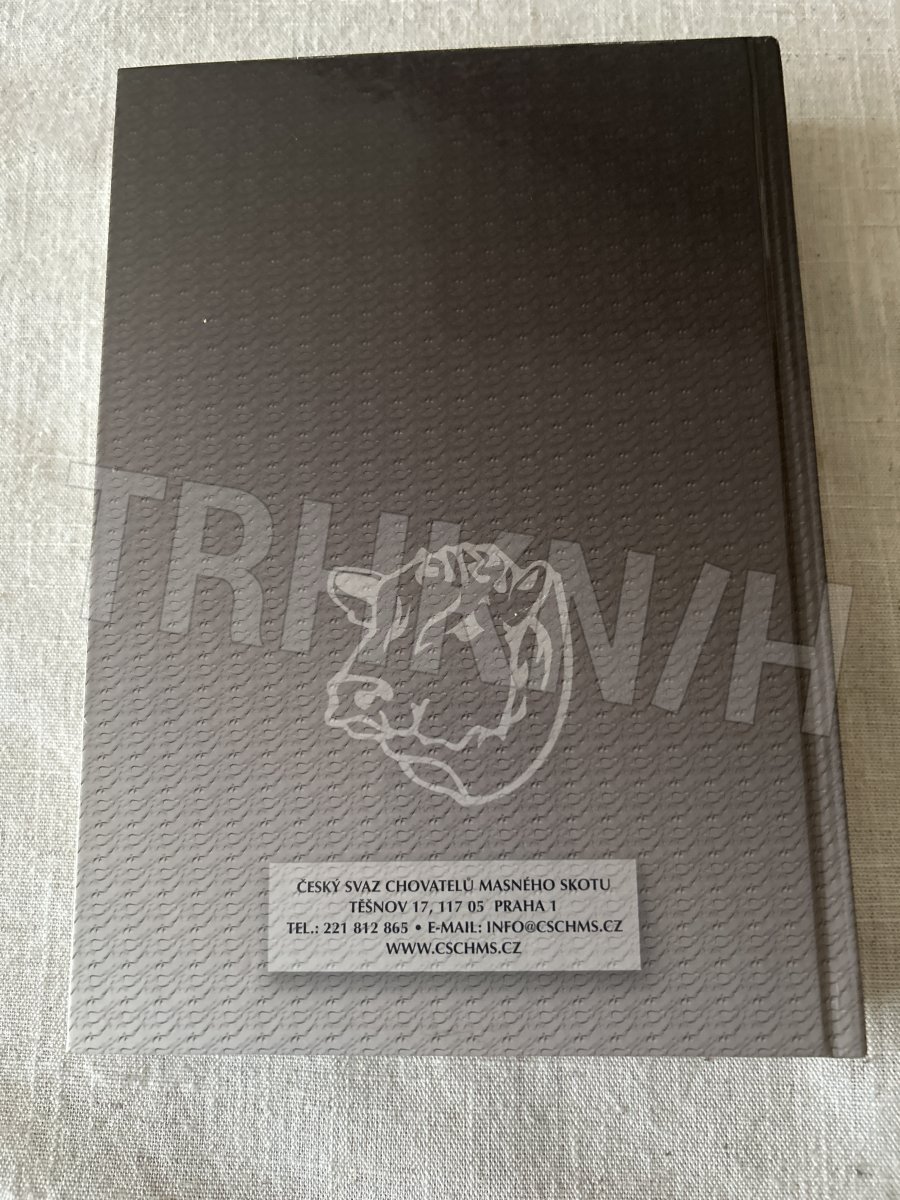 TRHKNIH
ČESKÝ SVAZ CHOVATELŮ MASNÉHO SKOTU
TĚŠNOV 17, 117 05 PRAHA 1
TEL.: 221 812 865 • E-MAIL: INFO@CSCHMS.CZ
WWW.CSCHMS.CZ